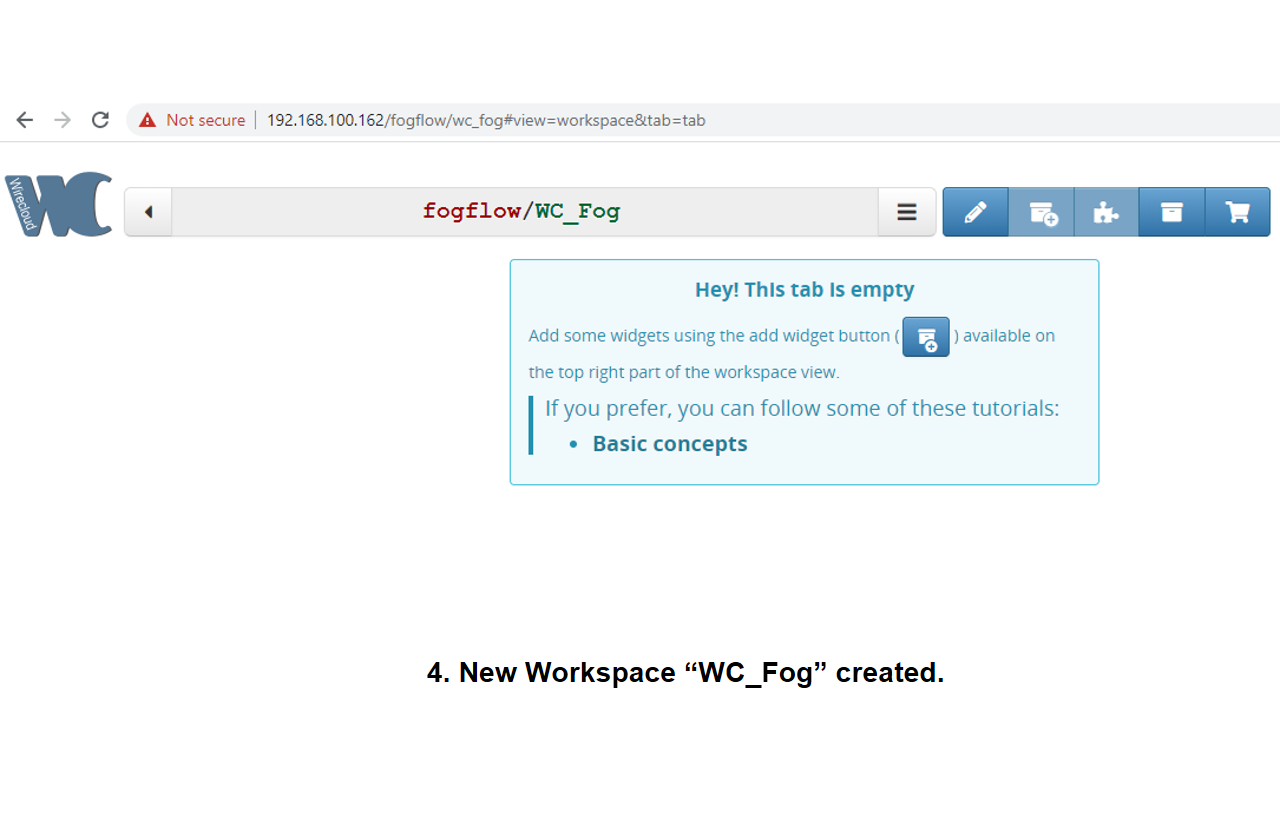 Not secure
192.168.100.162/fogflow/wc_fog#view=workspace&tab=tab
Wirecloud
WC
fogflow/WC_Fog
Hey! ThIs tab Is empty
Add some widgets using the add widget button ( ) available on
the top right part of the workspace view.
If you prefer, you can follow some of these tutorials:
• Basic concepts
4. New Workspace “WC_Fog” created.